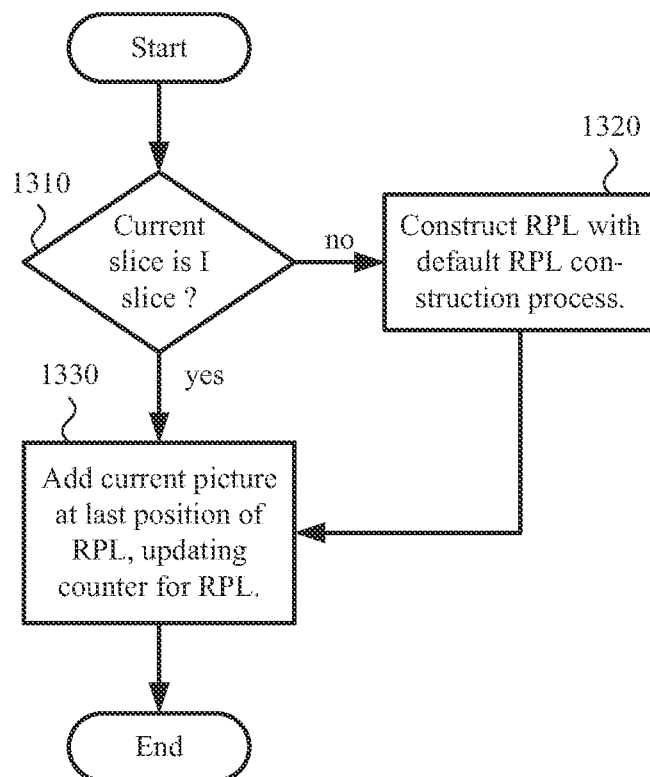 Start
1310
Current
slice is I
slice ?
no
1320
Construct RPL with
default RPL con-
struction process.
yes
1330
Add current picture
at last position of
RPL, updating
counter for RPL.
End